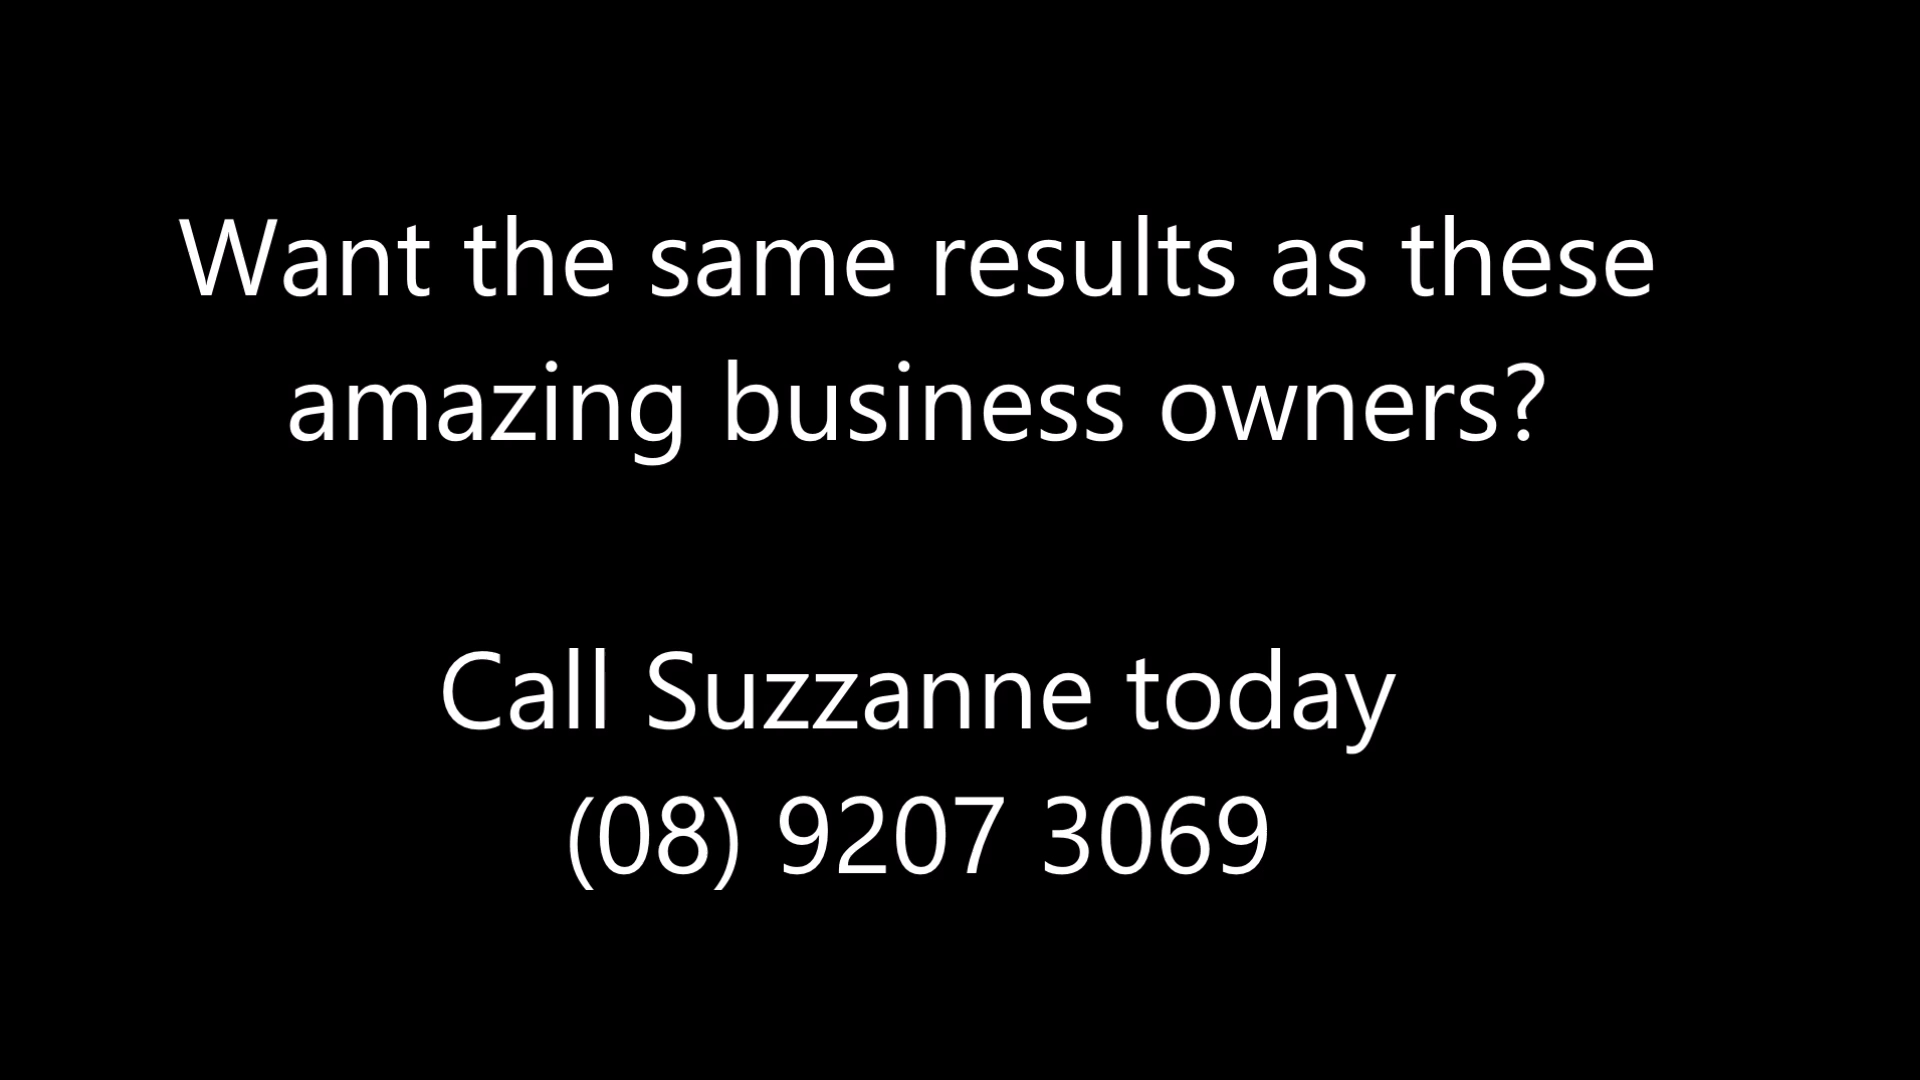 Want the same results as these
amazing business owners?
Call Suzzanne today
(08) 9207 3069